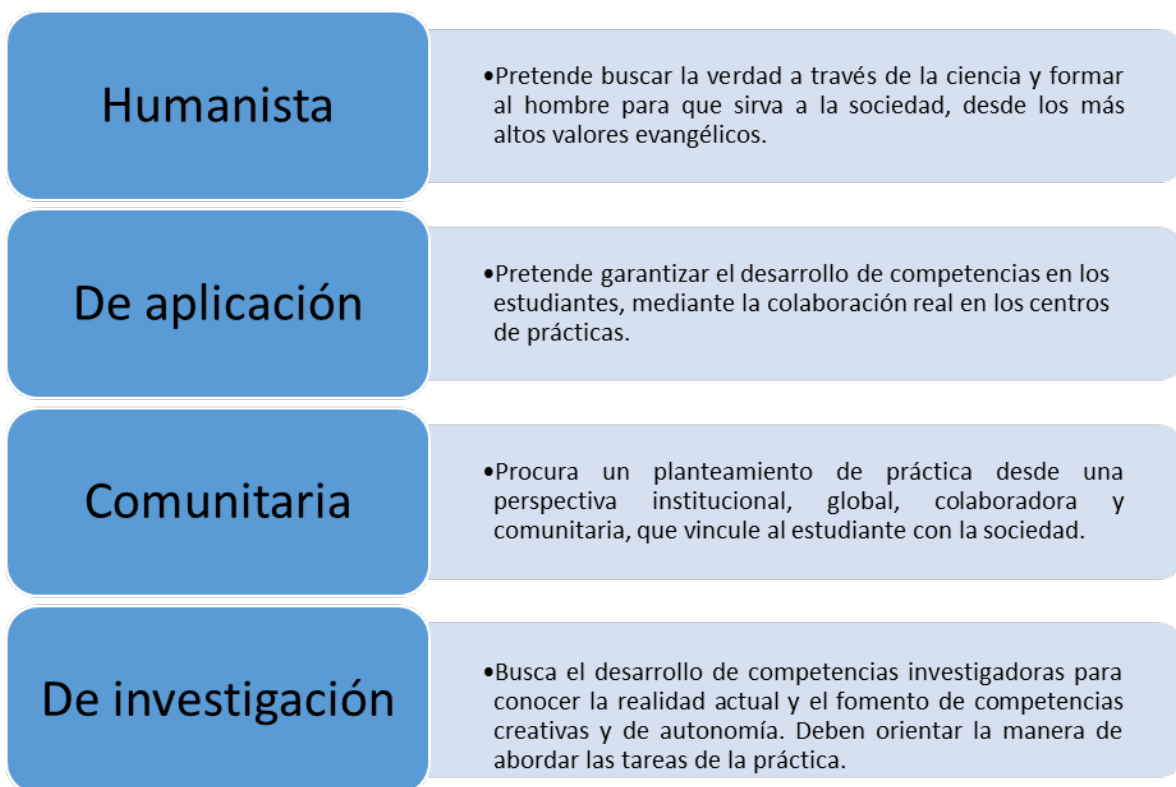 Humanista
•Pretende buscar la verdad a través de la ciencia y formar
al hombre para que sirva a la sociedad, desde los más
altos valores evangélicos.
De aplicación
•Pretende garantizar el desarrollo de competencias en los
estudiantes, mediante la colaboración real en los centros
de prácticas.
Comunitaria
•Procura un planteamiento de práctica desde una
perspectiva institucional, global, colaboradora y
comunitaria, que vincule al estudiante con la sociedad.
De investigación
•Busca el desarrollo de competencias investigadoras para
conocer la realidad actual y el fomento de competencias
creativas y de autonomía. Deben orientar la manera de
abordar las tareas de la práctica.